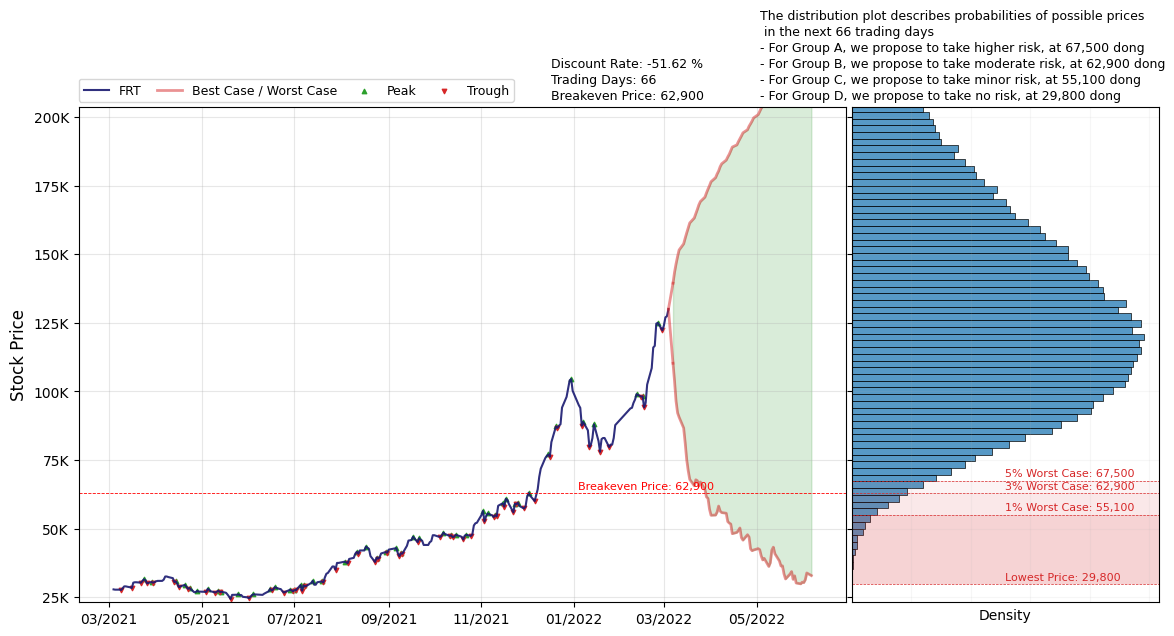 The distribution plot describes probabilities of possible prices
in the next 66 trading days
- For Group A, we propose to take higher risk, at 67,500 dong
- For Group B, we propose to take moderate risk, at 62,900 dong
- For Group C, we propose to take minor risk, at 55,100 dong
- For Group D, we propose to take no risk, at 29,800 dong
Discount Rate: -51.62 %
Trading Days: 66
Breakeven Price: 62,900
FRT
Best Case / Worst Case
Peak
Trough
Stock Price
200K
175K
150K
125K
100K
75K
50K
25K
Breakeven Price: 62,900
5% Worst Case: 67,500
3% Worst Case: 62,900
1% Worst Case: 55,100
Lowest Price: 29,800
03/2021
05/2021
07/2021
09/2021
11/2021
01/2022
03/2022
05/2022
Density